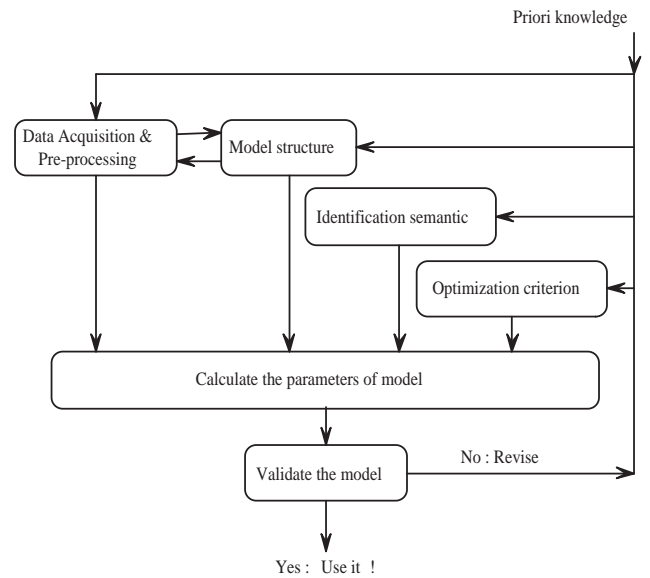 Priori knowledge
Data Acquisition &
Pre-processing
Model structure
Identification semantic
Optimization criterion
Calculate the parameters of model
Validate the model
No : Revise
Yes : Use it !